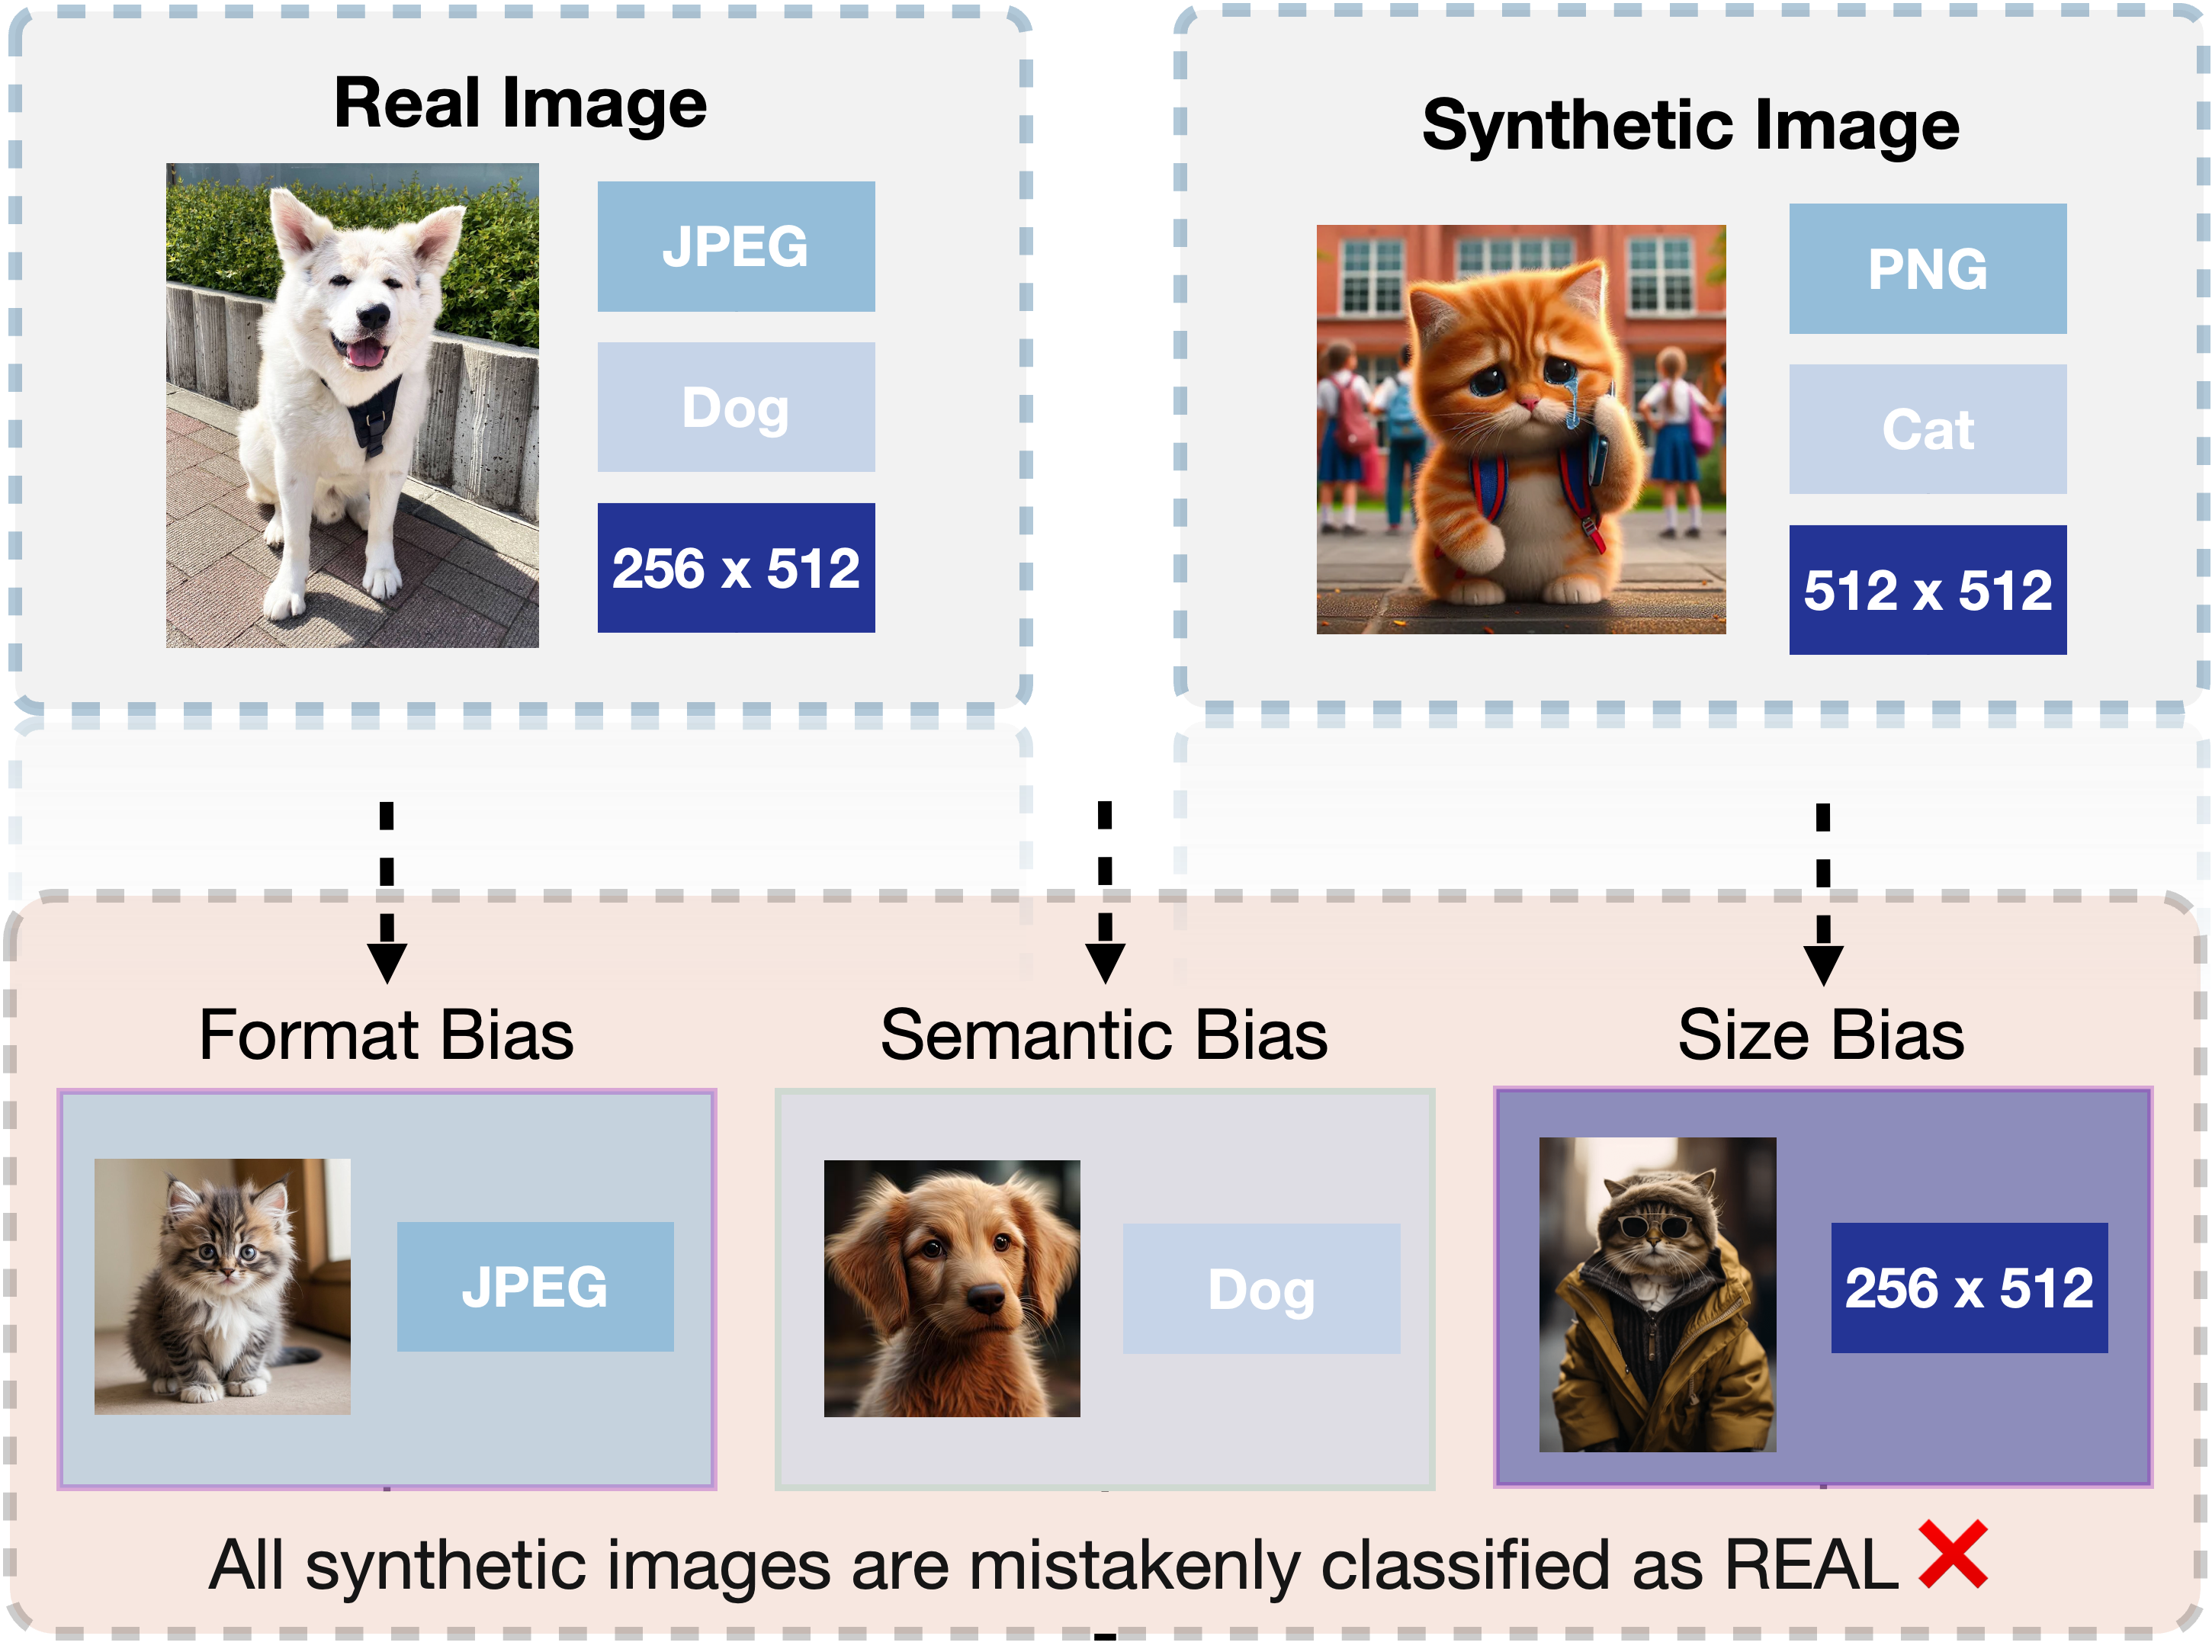 Real Image
JPEG
Dog
256 x 512
Synthetic Image
PNG
Cat
512 x 512
Format Bias
JPEG
Semantic Bias
Dog
Size Bias
256 x 512
All synthetic images are mistakenly classified as REAL